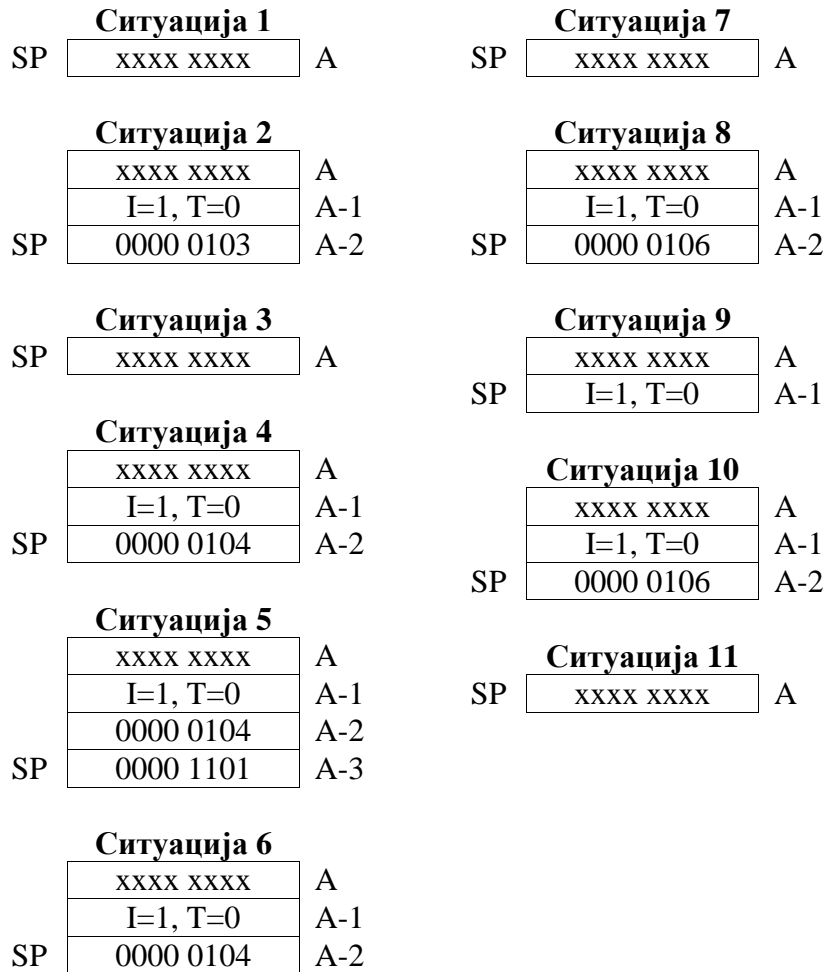 Ситуација 1
SP xxxx xxxx A
Ситуација 2
xxxx xxxx A
I=1, T=0 A-1
SP 0000 0103 A-2
Ситуација 3
SP xxxx xxxx A
Ситуација 4
xxxx xxxx A
I=1, T=0 A-1
SP 0000 0104 A-2
Ситуација 5
xxxx xxxx A
I=1, T=0 A-1
0000 0104 A-2
SP 0000 1101 A-3
Ситуација 6
xxxx xxxx A
I=1, T=0 A-1
SP 0000 0104 A-2
Ситуација 7
SP xxxx xxxx A
Ситуација 8
xxxx xxxx A
I=1, T=0 A-1
SP 0000 0106 A-2
Ситуација 9
xxxx xxxx A
SP I=1, T=0 A-1
Ситуација 10
xxxx xxxx A
I=1, T=0 A-1
SP 0000 0106 A-2
Ситуација 11
SP xxxx xxxx A